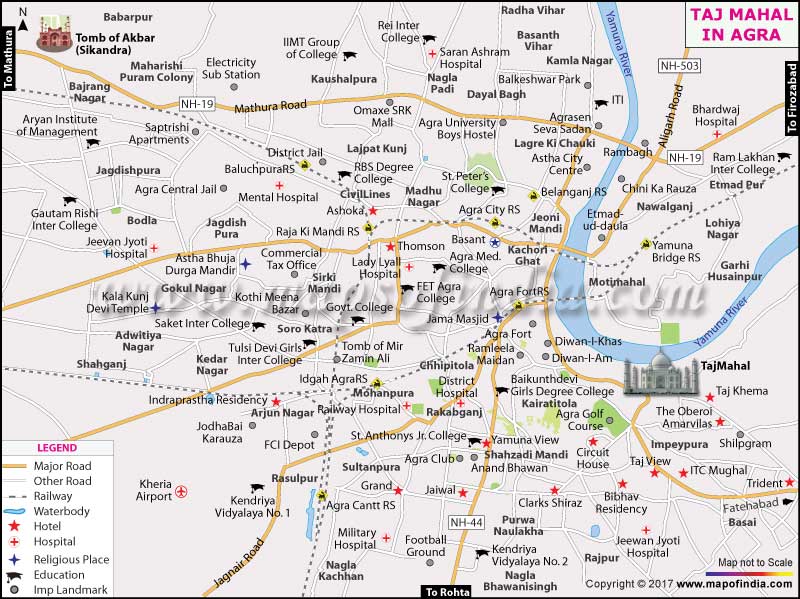 TAJ MAHAL
IN AGRA
N
To Mathura
Tomb of Akbar
(Sikandra)
Babarpur
Radha Vihar
Rei Inter
College
IIMT Group
of College
Basanth
Vihar
Yamuna River
Saran Ashram
Hospital
Kamla Nagar
NH-503
To Firozabad
Maharishi
Puram Colony
Electricity
Sub Station
Kaushalpura
Nagla
Padi
Balkeshwar Park
Bajrang
Nagar
Dayal Bagh
ITI
NH-19
Mathura Road
Omaxe SRK
Mall
Aligarh Road
Bhardwaj
Hospital
Aryan Institute
of Management
Saptrishi
Apartments
Agra University
Boys Hostel
Agrasen
Seva Sadan
Lajpat Kunj
Lagre Ki Chauki
Rambagh
NH-19
Ram Lakhan
Inter College
District Jail
BaluchpuraRS
RBS Degree
College
St. Peter's
College
Astha City
Centre
Etmad Pur
Jagdishpura
Agra Central Jail
Mental Hospital
CivilLines
Madhu
Nagar
Belanganj RS
Chini Ka Rauza
Nawalganj
Gautam Rishi
Inter College
Bodla
Jagdish
Pura
Ashoka
Agra City RS
Jeoni
Mandi
Etmad-
ud-daula
Lohiya
Nagar
Raja Ki Mandi RS
Jeevan Jyoti
Hospital
Thomson
Basant
Kachori
Ghat
Yamuna
Bridge RS
Astha Bhuja
Durga Mandir
Commercial
Tax Office
Lady Lyall
Hospital
Agra Med.
College
Garhi
Husainpur
Gokul Nagar
Sirki
Mandi
FET Agra
College
Agra FortRS
Motimahal
www.mapsofindia.com
Kala Kunj
Devi Temple
Kothi Meena
Bazar
Govt. College
Jama Masjid
Yamuna River
Saket Inter College
Soro Katra
Agra Fort
Adwitiya
Nagar
Tulsi Devi Girls
Inter College
Tomb of Mir
Zamin Ali
Ramleela
Maidan
Diwan-I-Khas
Diwan-I-Am
Shahganj
Kedar
Nagar
Chhipitola
TajMahal
Idgah AgraRS
Mohanpura
District
Hospital
Baikunthdevi
Girls Degree College
Indraprastha Residency
Kairatitola
Taj Khema
Arjun Nagar
Railway Hospital
Rakabganj
Agra Golf
Course
The Oberoi
Amarvilas
JodhaBai
Karauza
FCI Depot
St. Anthonys Jr. College
Yamuna View
Shahzadi Mandi
Impeypura
Shilpgram
Agra Club
Anand Bhawan
Circuit
House
Taj View
ITC Mughal
Sultanpura
Rasulpur
Trident
Kheria
Airport
Kendriya
Vidyalaya No. 1
Grand
Jaiwal
Clarks Shiraz
Bibhav
Residency
Fatehabad
Agra Cantt RS
Basai
NH-44
Purwa
Naulakha
Military
Hospital
Football
Ground
Jeewan Jyoti
Hospital
Kendriya
Vidyalaya No. 2
Rajpur
Jagnair Road
Nagla
Kachhan
Nagla
Bhawanisingh
To Rohta
LEGEND
Major Road
Other Road
Railway
Waterbody
Hotel
Hospital
Religious Place
Education
Imp Landmark
Map not to Scale
Copyright © 2017 www.mapofindia.com